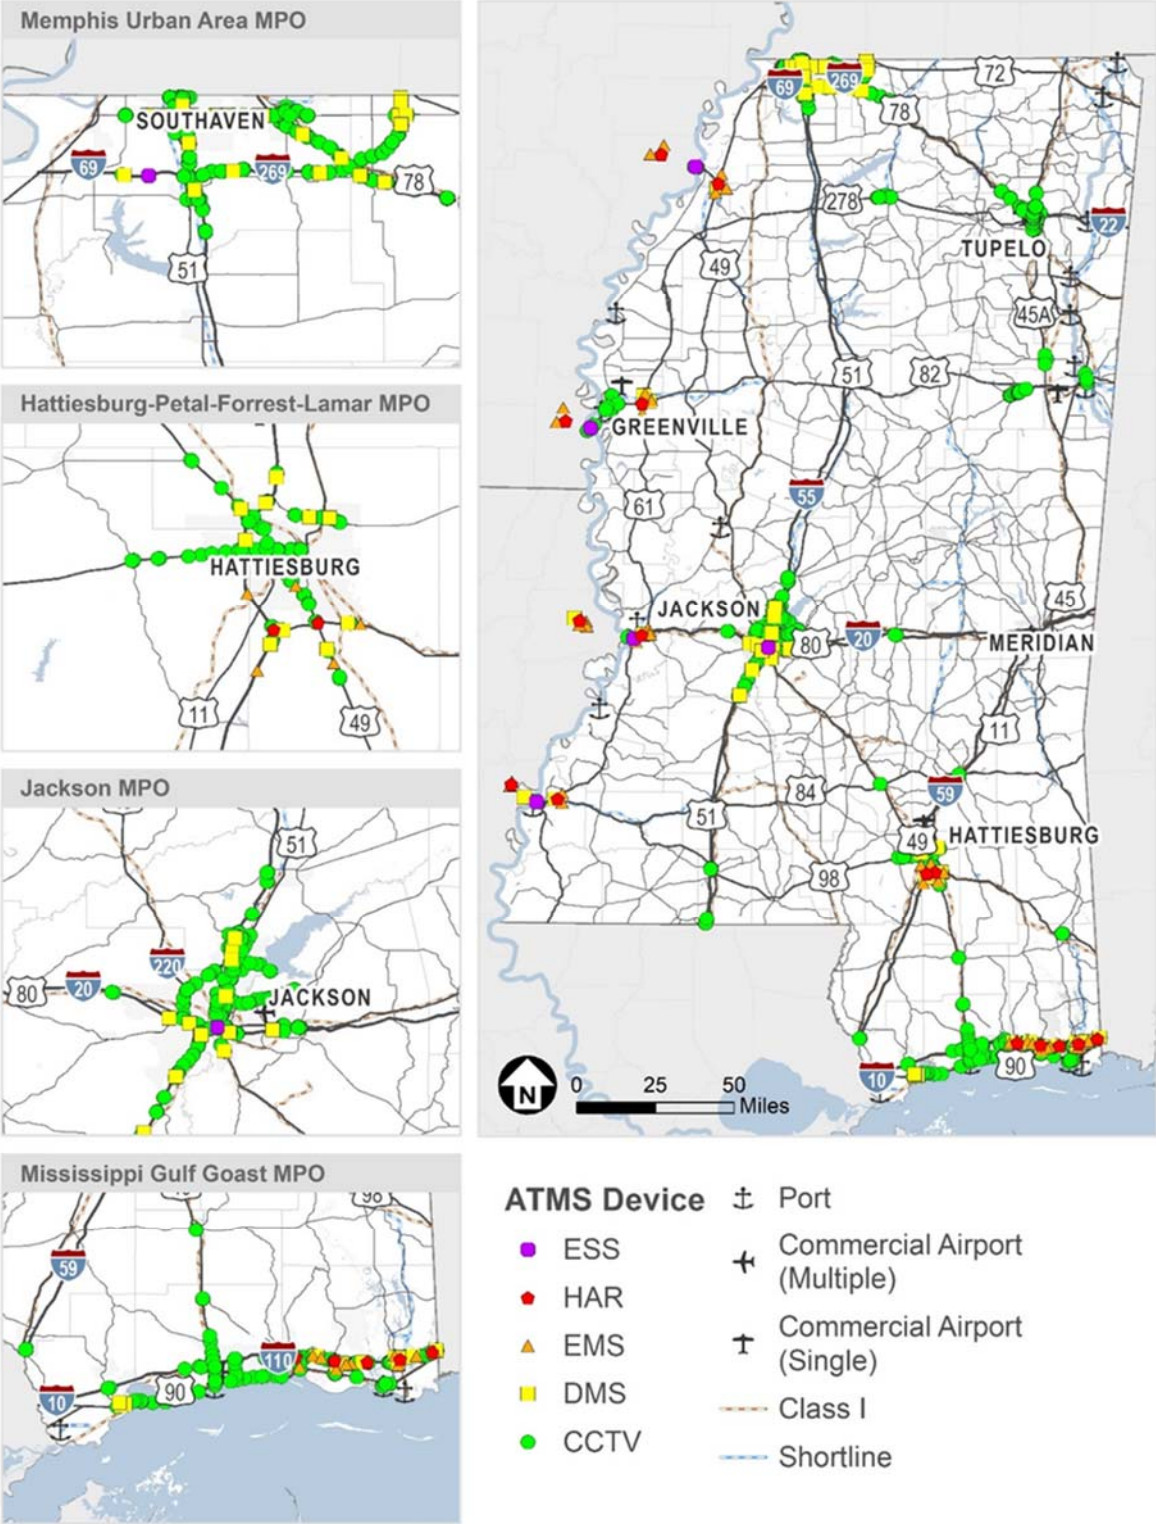 Memphis Urban Area MPO
SOUTHAVEN
69
269
78
51
Hattiesburg-Petal-Forrest-Lamar MPO
HATTIESBURG
11
49
Jackson MPO
51
220
80
20
JACKSON
Mississippi Gulf Goast MPO
98
59
110
10
90
69
269
72
78
278
22
TUPELO
49
45A
51
82
GREENVILLE
61
55
45
JACKSON
80
20
MERIDIAN
11
84
59
51
49
HATTIESBURG
98
90
10
N
0 25 50
Miles
ATMS Device
ESS
HAR
EMS
DMS
CCTV
Port
Commercial Airport
(Multiple)
Commercial Airport
(Single)
Class I
Shortline